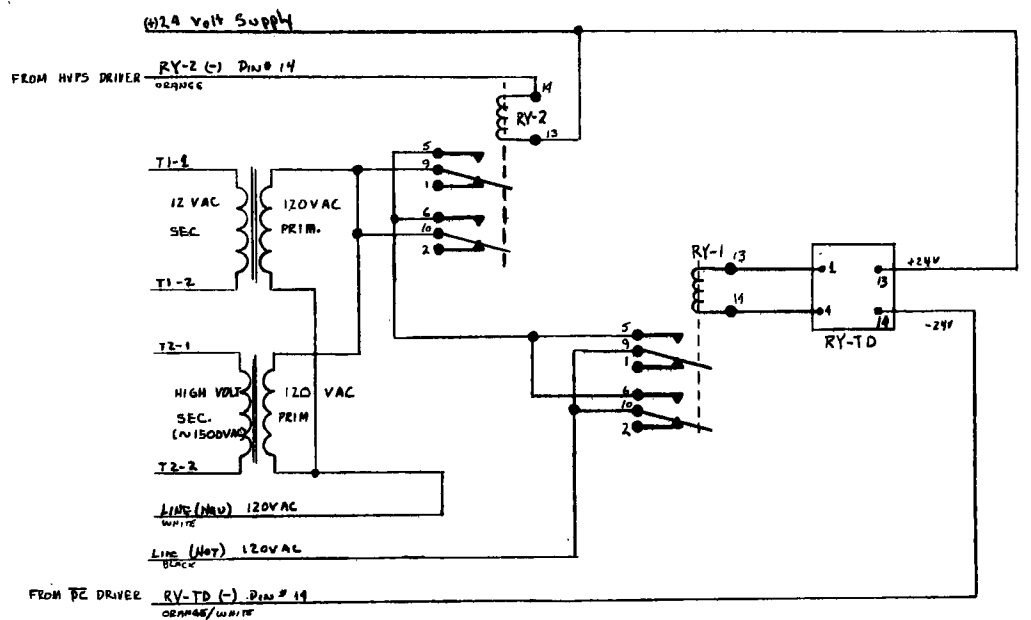 (+)24 volt Supply
FROM HVPS DRIVER RY-2 (-) Pin# 14
ORANGE
14
RY-2
13
5
9
1
6
10
2
T1-1
12 VAC
SEC
120VAC
PRIM.
T1-2
RY-1 13
14
1
4
13
14
+24V
-24V
RY-TD
5
9
1
6
10
2
T2-1
HIGH VOLT
SEC.
(~1500VAC)
120 VAC
PRIM
T2-2
LINE (Neu) 120VAC
WHITE
Line (Hot) 120VAC
BLACK
FROM DC DRIVER RY-TD (-) Pin# 14
ORANGE/WHITE